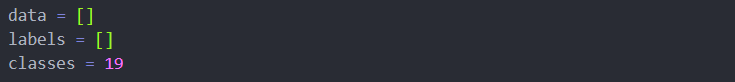 data = []
labels = []
classes = 19